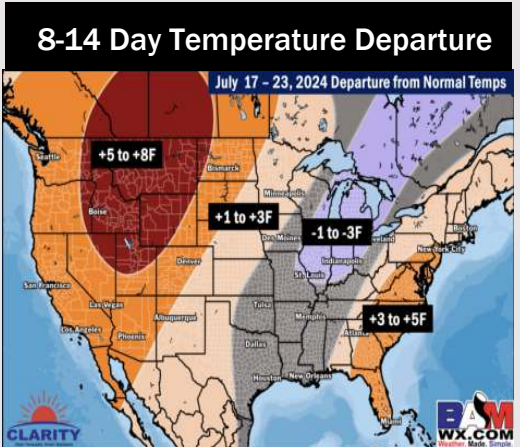 8-14 Day Temperature Departure
July 17 – 23, 2024 Departure from Normal Temps
Seattle
+5 to +8F
Bismarck
Minneapolis
Boise
+1 to +3F
Boston
Des Moines
-1 to -3F
eveland
New York City
Denver
Indianapolis
St. Louis
San Francisco
Las Vegas
Tulsa
Memphis
+3 to +5F
Albuquerque
Los Angeles
Phoenix
Atlanta
Dallas
Houston
New Orleans
Miami
CLARITY
BAM
WX.COM
Weather. Made. Simple.